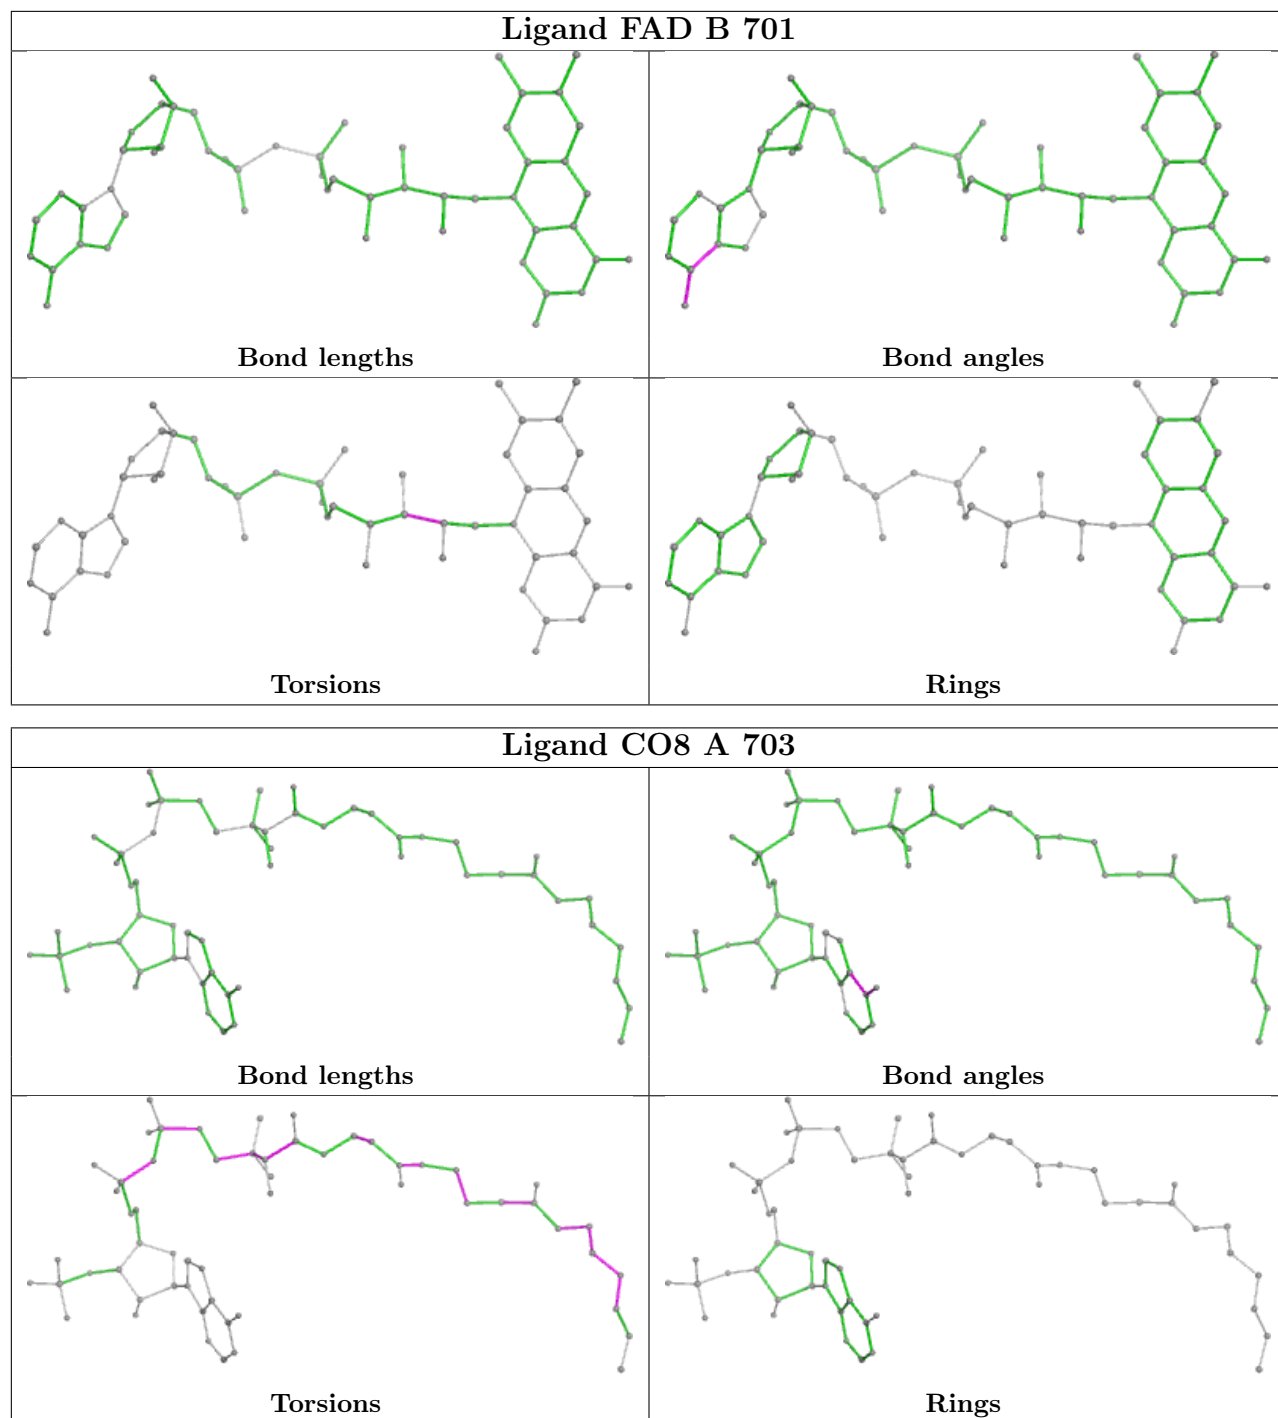 Ligand FAD B 701
Bond lengths
Bond angles
Torsions
Rings
Ligand CO8 A 703
Bond lengths
Bond angles
Torsions
Rings